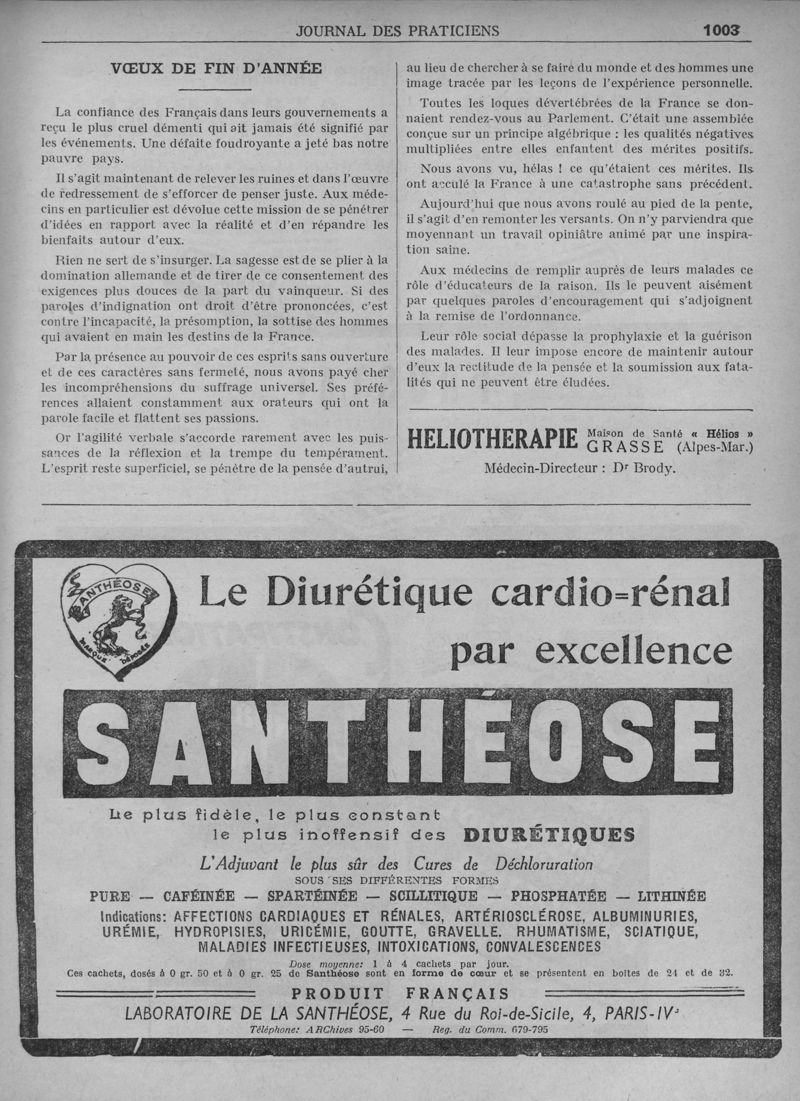 JOURNAL DES PRATICIENS
1003
VŒUX DE FIN D'ANNÉE
La confiance des Français dans leurs gouvernements a
reçu le plus cruel démenti qui ait jamais été signifié par
les événements. Une défaite foudroyante a jeté bas notre
pauvre pays.
Il s'agit maintenant de relever les ruines et dans l'œuvre
de redressement de s'efforcer de penser juste. Aux méde-
cins en particulier est dévolue cette mission de se pénétrer
d'idées en rapport avec la réalité et d'en répandre les
bienfaits autour d'eux.
Rien ne sert de s'insurger. La sagesse est de se plier à la
domination allemande et de tirer de ce consentement des
exigences plus douces de la part du vainqueur. Si des
paroles d'indignation ont droit d'être prononcées, c'est
contre l'incapacité, la présomption, la sottise des hommes
qui avaient en main les destins de la France.
Par la présence au pouvoir de ces esprits sans ouverture
et de ces caractères sans fermeté, nous avons payé cher
les incompréhensions du suffrage universel. Ses préfé-
rences allaient constamment aux orateurs qui ont la
parole facile et flattent ses passions.
Or l'agilité verbale s'accorde rarement avec les puis-
sances de la réflexion et la trempe du tempérament.
L'esprit reste superficiel, se pénètre de la pensée d'autrui,
au lieu de chercher à se faire du monde et des hommes une
image tracée par les leçons de l'expérience personnelle.
Toutes les loques dévertébrées de la France se don-
naient rendez-vous au Parlement. C'était une assemblée
conçue sur un principe algébrique : les qualités négatives
multipliées entre elles enfantent des mérites positifs.
Nous avons vu, hélas ! ce qu'étaient ces mérites. Ils
ont acculé la France à une catastrophe sans précédent.
Aujourd'hui que nous avons roulé au pied de la pente,
il s'agit d'en remonter les versants. On n'y parviendra que
moyennant un travail opiniâtre animé par une inspira-
tion saine.
Aux médecins de remplir auprès de leurs malades ce
rôle d'éducateurs de la raison. Ils le peuvent aisément
par quelques paroles d'encouragement qui s'adjoignent
à la remise de l'ordonnance.
Leur rôle social dépasse la prophylaxie et la guérison
des malades. Il leur impose encore de maintenir autour
d'eux la rectitude de la pensée et la soumission aux fata-
lités qui ne peuvent être éludées.
HELIOTHERAPIE Maison de Santé « Hélios »
GRASSE (Alpes-Mar.)
Médecin-Directeur : Dr Brody.
SANTHÉOSE
MARQUE DÉPOSÉE
Le Diurétique cardio=rénal
par excellence
SANTHÉOSE
Le plus fidèle, le plus constant
le plus inoffensif des DIURÉTIQUES
L'Adjuvant le plus sûr des Cures de Déchloruration
SOUS SES DIFFÉRENTES FORMES
PURE — CAFÉINÉE — SPARTÉINÉE — SCILLITIQUE — PHOSPHATÉE — LITHINÉE
Indications: AFFECTIONS CARDIAQUES ET RÉNALES, ARTÉRIOSCLÉROSE, ALBUMINURIES,
URÉMIE, HYDROPISIES, URICÉMIE, GOUTTE, GRAVELLE, RHUMATISME, SCIATIQUE,
MALADIES INFECTIEUSES, INTOXICATIONS, CONVALESCENCES
Dose moyenne: 1 à 4 cachets par jour.
Ces cachets, dosés à 0 gr. 50 et à 0 gr. 25 de Santhéose sont en forme de cœur et se présentent en boîtes de 24 et de 32.
PRODUIT FRANÇAIS
LABORATOIRE DE LA SANTHÉOSE, 4 Rue du Roi-de-Sicile, 4, PARIS-IVe
Téléphone: ARChives 95-60 — Reg. du Comm. 679-795